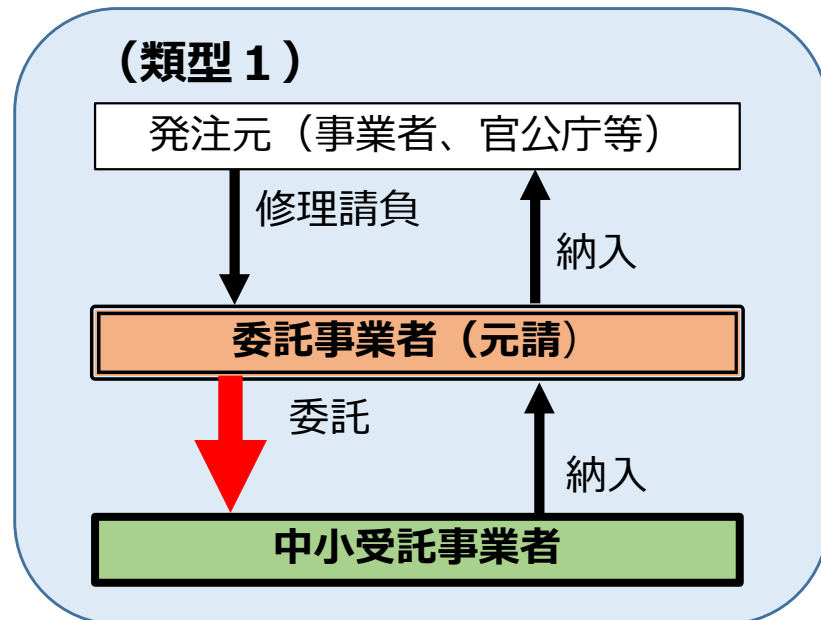 （類型１）
発注元（事業者、官公庁等）
修理請負
納入
委託事業者（元請）
委託
納入
中小受託事業者